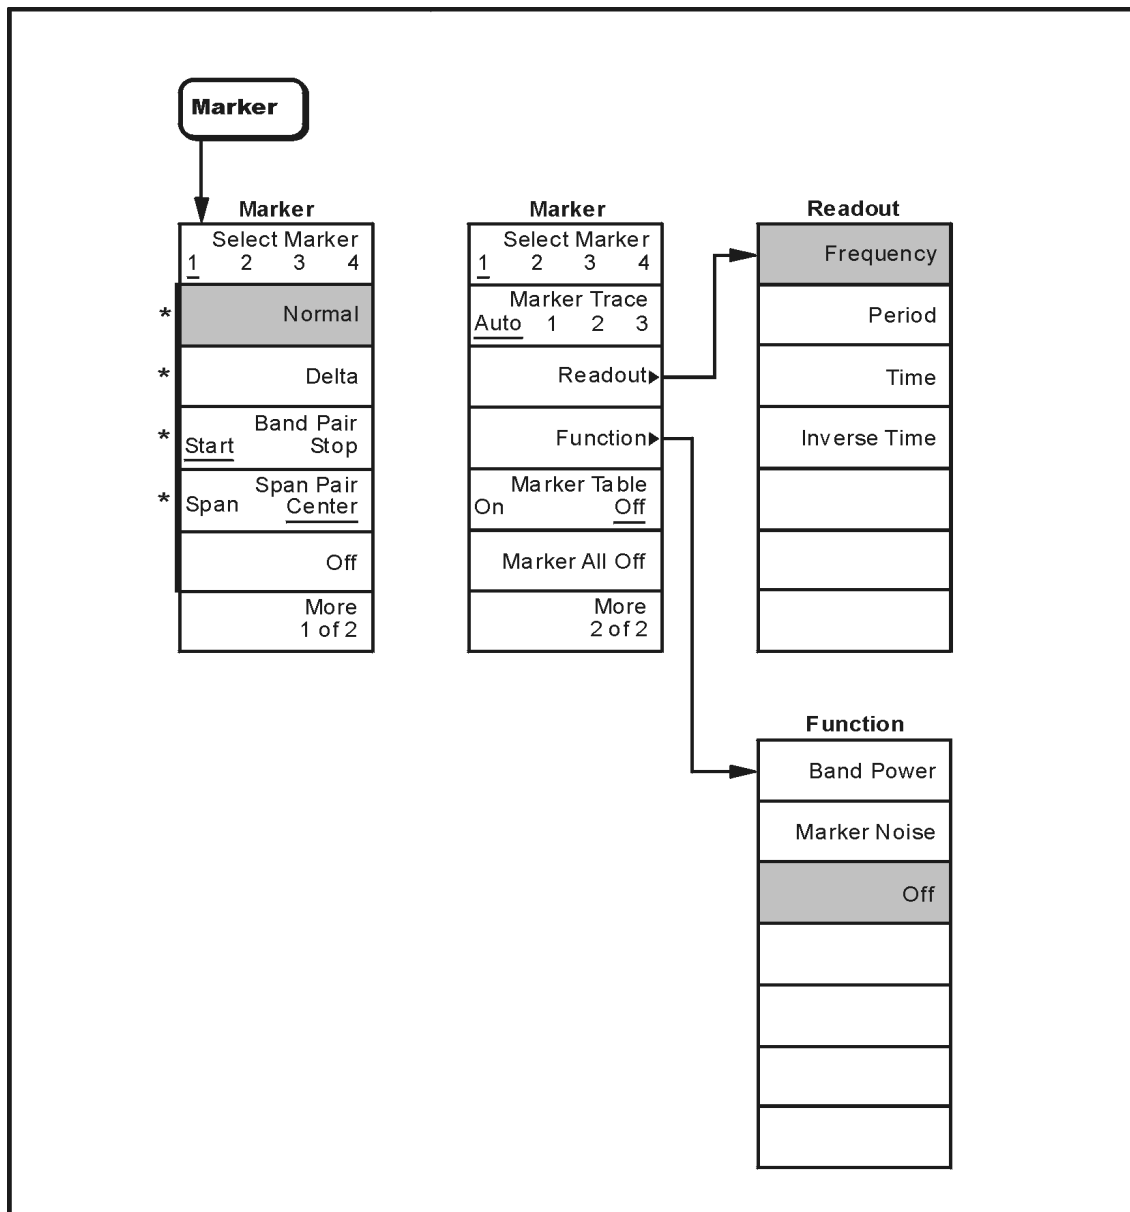 Marker
Marker
Select Marker
1 2 3 4
* Normal
* Delta
* Band Pair
Start Stop
* Span Pair
Span Center
Off
More
1 of 2
Marker
Select Marker
1 2 3 4
Marker Trace
Auto 1 2 3
Readout
Function
Marker Table
On Off
Marker All Off
More
2 of 2
Readout
Frequency
Period
Time
Inverse Time
Function
Band Power
Marker Noise
Off